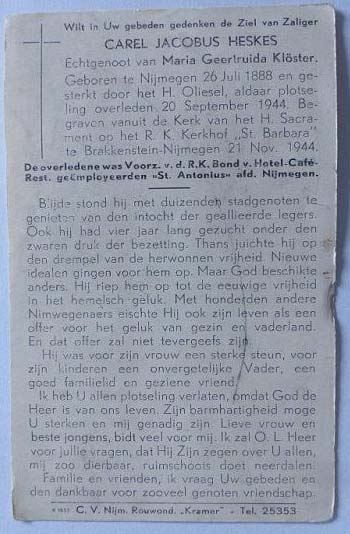 Wilt in Uw gebeden gedenken de Ziel van Zaliger
CAREL JACOBUS HESKES
Echtgenoot van Maria Geertruida Klöster.
Geboren te Nijmegen 26 Juli 1888 en ge-
sterkt door het H. Oliesel, aldaar plotse-
ling overleden 20 September 1944. Be-
graven vanuit de Kerk van het H. Sacra-
ment op het R. K. Kerkhof „St. Barbara"
te Brakkenstein-Nijmegen 21 Nov. 1944.
De overledene was Voorz. v. d. R.K. Bond v. Hotel-Café-
Rest. geëmployeerden »St. Antonius« afd. Nijmegen.
Blijde stond hij met duizenden stadgenoten te
genieten van den intocht der geallieerde legers.
Ook hij had vier jaar lang gezucht onder den
zwaren druk der bezetting. Thans juichte hij op
den drempel van de herwonnen vrijheid. Nieuwe
idealen gingen voor hem op. Maar God beschikte
anders. Hij riep hem op tot de eeuwige vrijheid
in het hemelsch geluk. Met honderden andere
Nimwegenaers eischte Hij ook zijn leven als een
offer voor het geluk van gezin en vaderland.
En dat offer zal niet tevergeefs zijn.
Hij was voor zijn vrouw een sterke steun, voor
zijn kinderen een onvergetelijke Vader, een
goed familielid en geziene vriend.
Ik heb U allen plotseling verlaten, omdat God de
Heer is van ons leven. Zijn barmhartigheid moge
U sterken en mij genadig zijn. Lieve vrouw en
beste jongens, bidt veel voor mij. Ik zal O. L. Heer
voor jullie vragen, dat Hij Zijn zegen over U allen,
mij zoo dierbaar, ruimschoots doet neerdalen.
Familie en vrienden, ik vraag Uw gebeden en
den dankbaar voor zooveel genoten vriendschap.
C. V. Nijm. Rouwond. „Kramer" - Tel. 25353